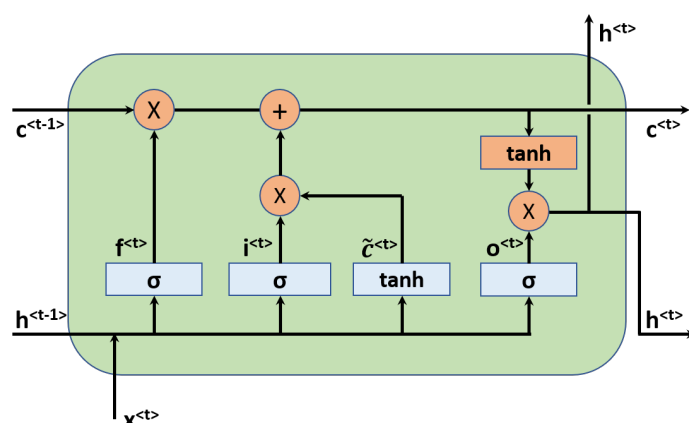 h<t>
c<t-1>
X
+
c<t>
tanh
X
X
f<t>
i<t>
c̃<t>
o<t>
σ
σ
tanh
σ
h<t-1>
h<t>
x<t>